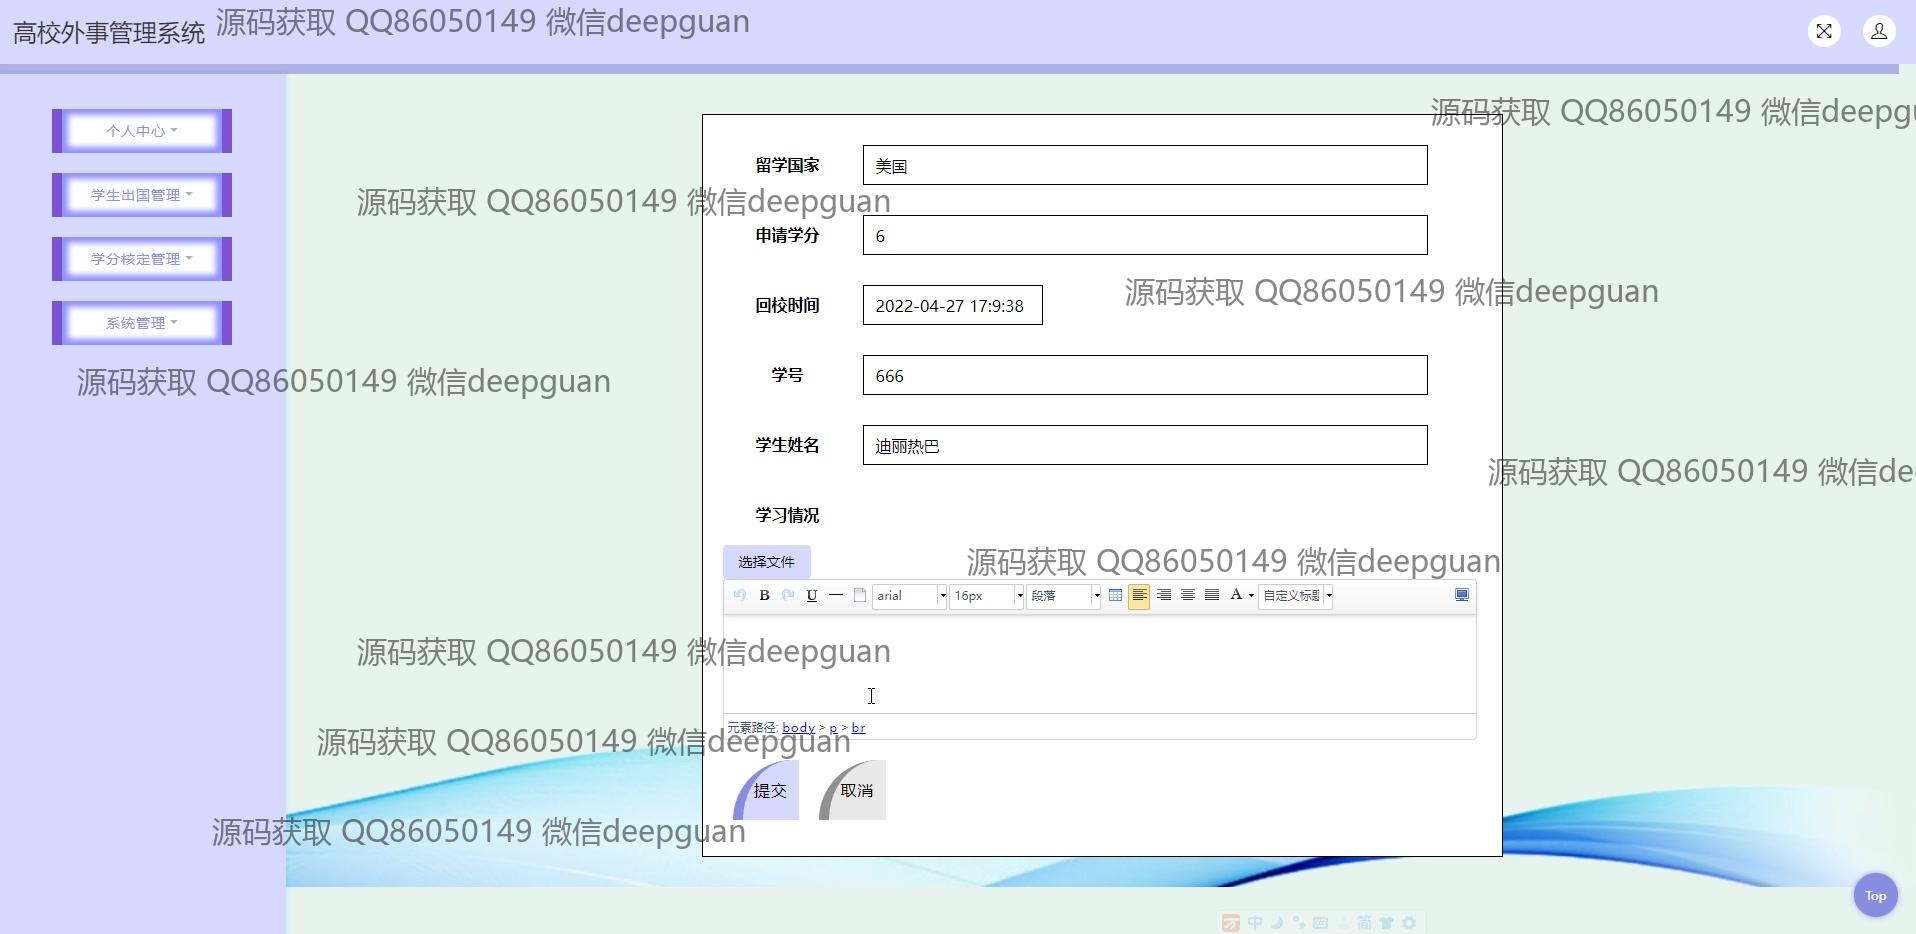 高校外事管理系统
源码获取 QQ86050149 微信deepguan
个人中心
学生出国管理
学分核定管理
系统管理
源码获取 QQ86050149 微信deepgu
留学国家 美国
源码获取 QQ86050149 微信deepguan
申请学分 6
源码获取 QQ86050149 微信deepguan
回校时间 2022-04-27 17:9:38
学号 666
源码获取 QQ86050149 微信deepguan
学生姓名 迪丽热巴
源码获取 QQ86050149 微信de
学习情况
选择文件
源码获取 QQ86050149 微信deepguan
B U arial 16px 段落 A 自定义标题
源码获取 QQ86050149 微信deepguan
元素路径: body > p > br
源码获取 QQ86050149 微信deepguan
提交 取消
源码获取 QQ86050149 微信deepguan
Top
中 简